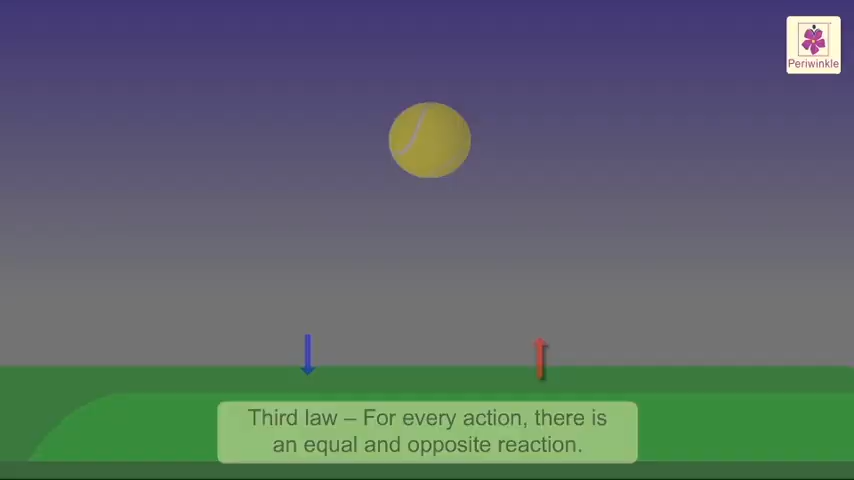 Periwinkle
Third law – For every action, there is
an equal and opposite reaction.